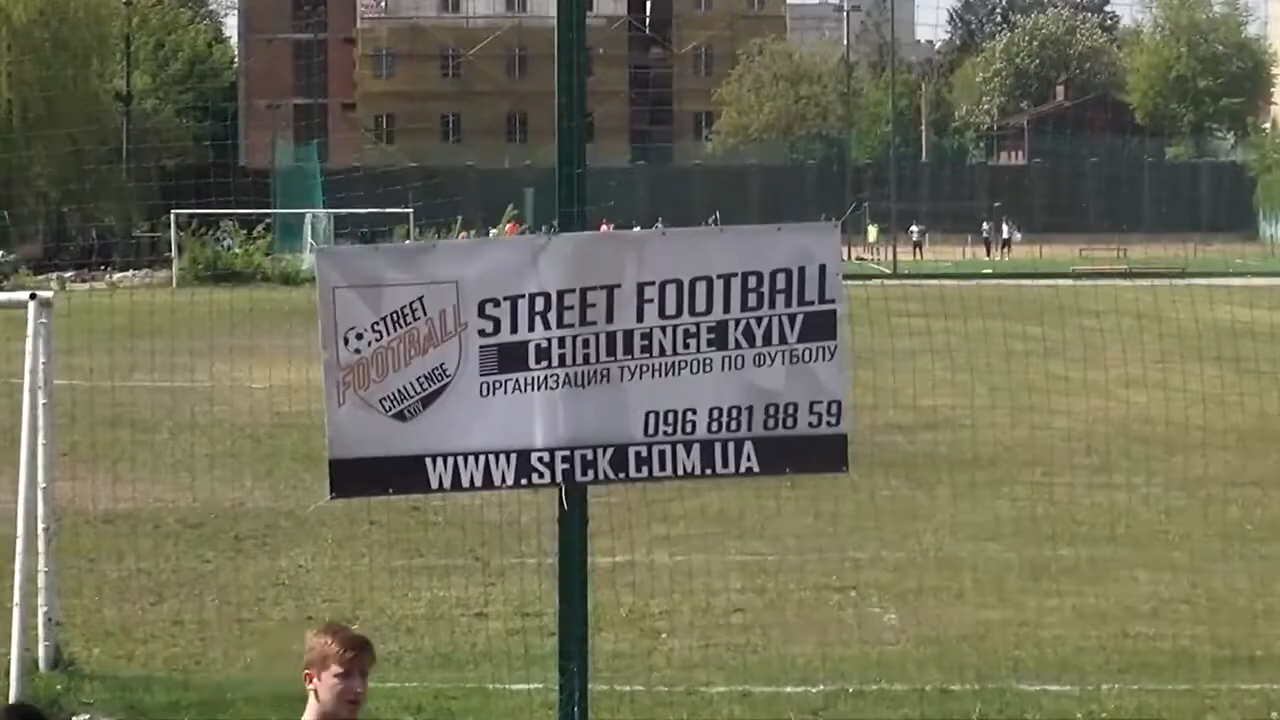 STREET
FOOTBALL
CHALLENGE
KYIV
STREET FOOTBALL
CHALLENGE KYIV
ОРГАНИЗАЦИЯ ТУРНИРОВ ПО ФУТБОЛУ
096 881 88 59
WWW.SFCK.COM.UA